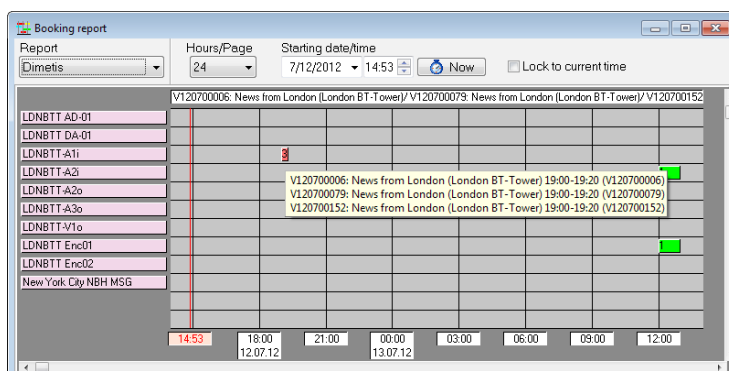 Booking report
Report Hours/Page Starting date/time
Dimetis 24 7/12/2012 14:53 Now Lock to current time
V120700006: News from London (London BT-Tower)/ V120700079: News from London (London BT-Tower)/ V120700152
LDNBTT AD-01
LDNBTT DA-01
LDNBTT-A1i 3
LDNBTT-A2i
V120700006: News from London (London BT-Tower) 19:00-19:20 (V120700006)
LDNBTT-A2o
V120700079: News from London (London BT-Tower) 19:00-19:20 (V120700079)
LDNBTT-A3o
V120700152: News from London (London BT-Tower) 19:00-19:20 (V120700152)
LDNBTT-V1o
LDNBTT Enc01 1
LDNBTT Enc02
New York City NBH MSG
14:53 18:00 21:00 00:00 03:00 06:00 09:00 12:00
12.07.12 13.07.12